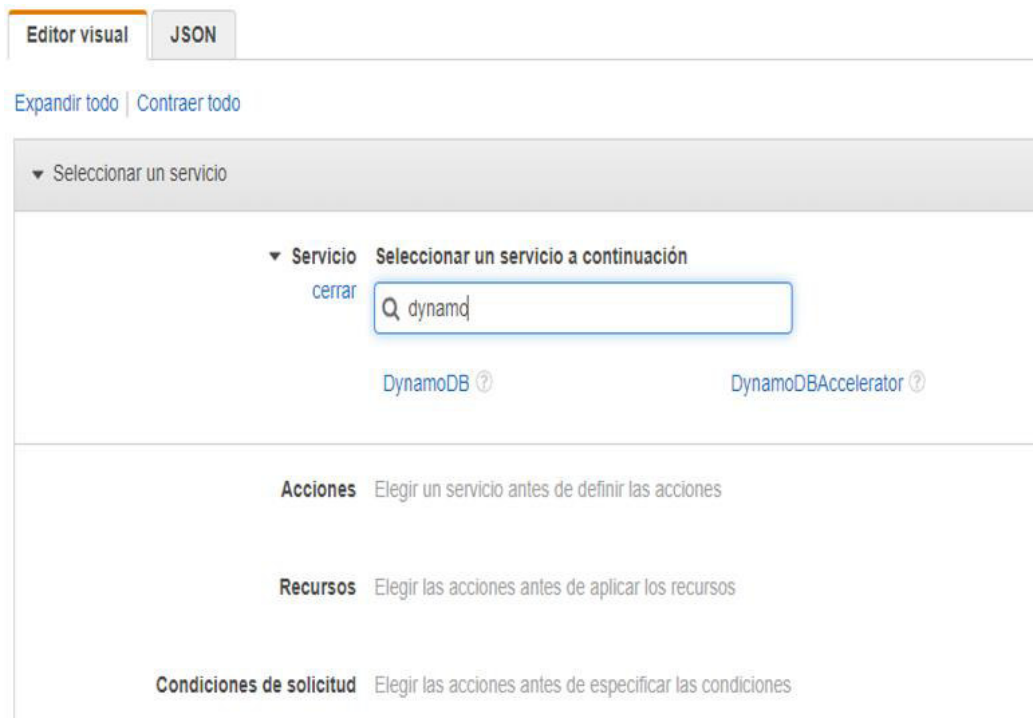 Editor visual JSON
Expandir todo | Contraer todo
Seleccionar un servicio
Servicio Seleccionar un servicio a continuación
cerrar
dynamo
DynamoDB DynamoDBAccelerator
Acciones Elegir un servicio antes de definir las acciones
Recursos Elegir las acciones antes de aplicar los recursos
Condiciones de solicitud Elegir las acciones antes de especificar las condiciones